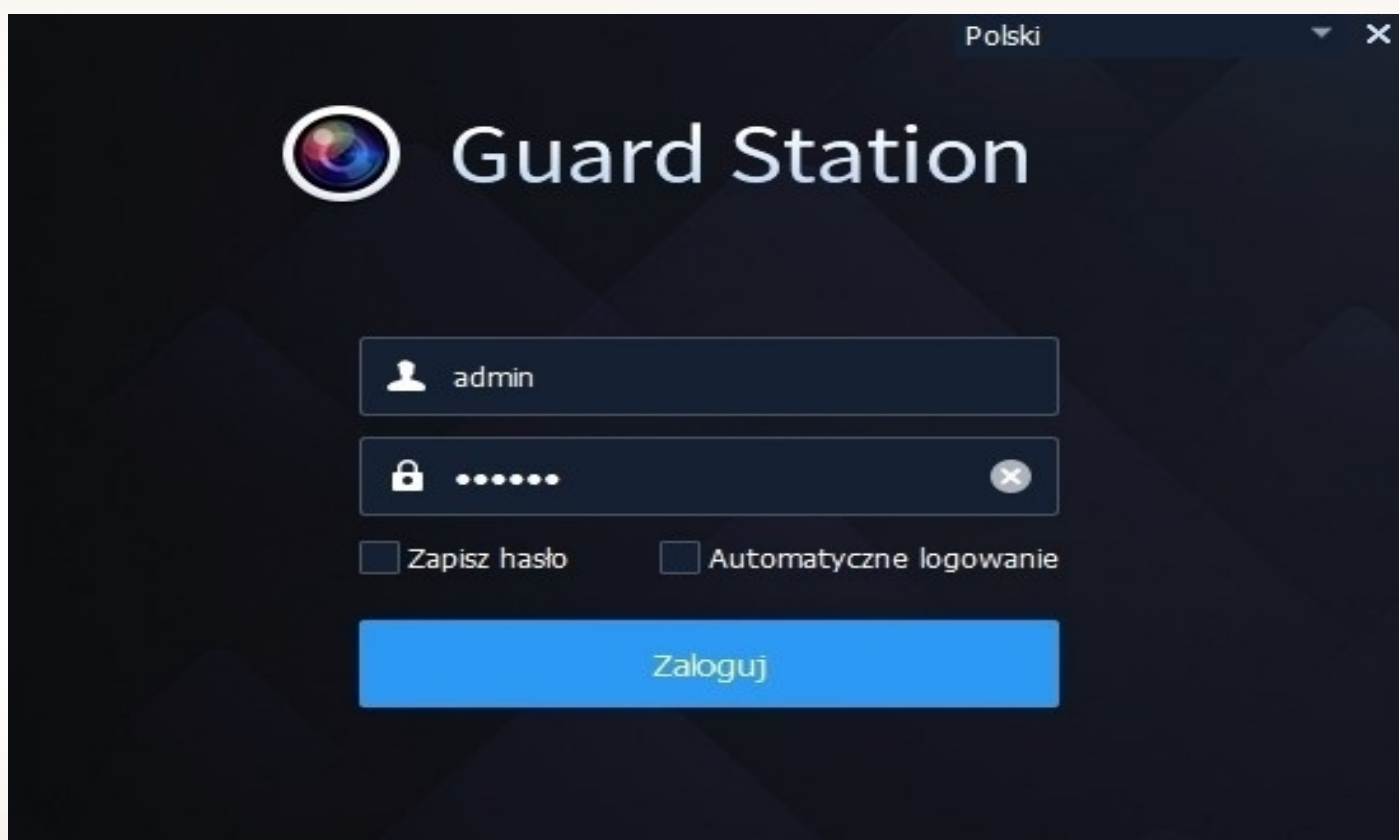 Polski
Guard Station
admin
••••••
Zapisz hasło Automatyczne logowanie
Zaloguj